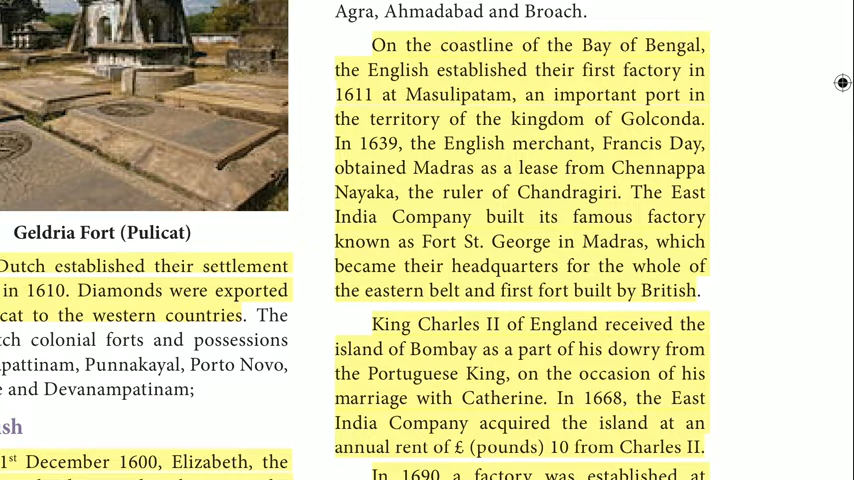 Geldria Fort (Pulicat)
Dutch established their settlement
in 1610. Diamonds were exported
to the western countries. The
colonial forts and possessions
Punnakayal, Porto Novo,
and Devanampatinam;
1st December 1600, Elizabeth, the
Agra, Ahmadabad and Broach.
On the coastline of the Bay of Bengal,
the English established their first factory in
1611 at Masulipatam, an important port in
the territory of the kingdom of Golconda.
In 1639, the English merchant, Francis Day,
obtained Madras as a lease from Chennappa
Nayaka, the ruler of Chandragiri. The East
India Company built its famous factory
known as Fort St. George in Madras, which
became their headquarters for the whole of
the eastern belt and first fort built by British.
King Charles II of England received the
island of Bombay as a part of his dowry from
the Portuguese King, on the occasion of his
marriage with Catherine. In 1668, the East
India Company acquired the island at an
annual rent of £ (pounds) 10 from Charles II.
In 1690 a factory was established at